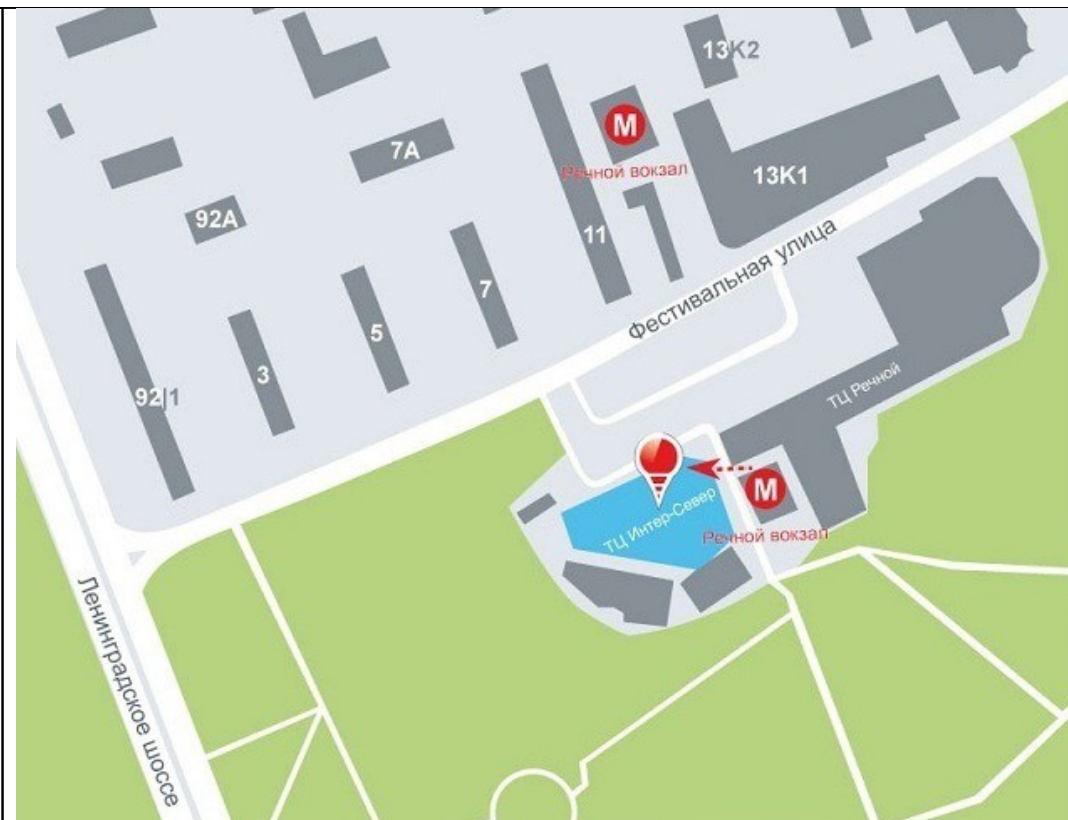 13К2
М
7А
Речной вокзал
13К1
92А
11
Фестивальная улица
7
5
3
92|1
ТЦ Речной
М
ТЦ Интер-Север
Речной вокзал
Ленинградское шоссе